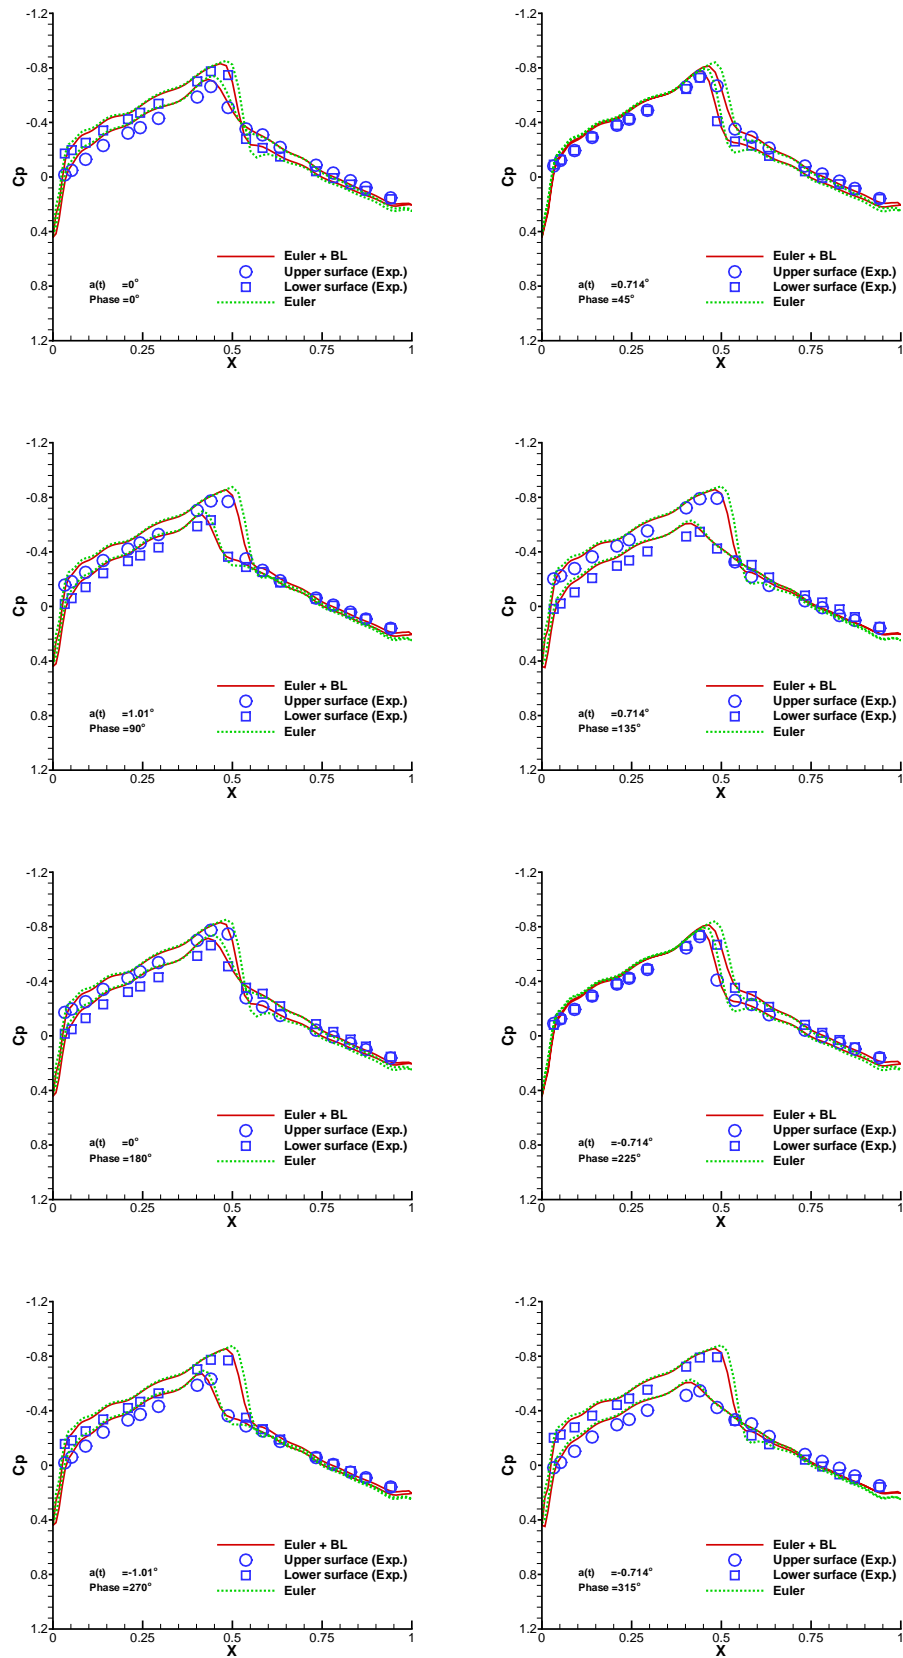 -1.2
-0.8
-0.4
0
0.4
0.8
1.2
Cp
Euler + BL
Upper surface (Exp.)
Lower surface (Exp.)
Euler
a(t) =0°
Phase =0°
0 0.25 0.5 0.75 1
X
-1.2
-0.8
-0.4
0
0.4
0.8
1.2
Cp
Euler + BL
Upper surface (Exp.)
Lower surface (Exp.)
Euler
a(t) =0.714°
Phase =45°
0 0.25 0.5 0.75 1
X
-1.2
-0.8
-0.4
0
0.4
0.8
1.2
Cp
Euler + BL
Upper surface (Exp.)
Lower surface (Exp.)
Euler
a(t) =1.01°
Phase =90°
0 0.25 0.5 0.75 1
X
-1.2
-0.8
-0.4
0
0.4
0.8
1.2
Cp
Euler + BL
Upper surface (Exp.)
Lower surface (Exp.)
Euler
a(t) =0.714°
Phase =135°
0 0.25 0.5 0.75 1
X
-1.2
-0.8
-0.4
0
0.4
0.8
1.2
Cp
Euler + BL
Upper surface (Exp.)
Lower surface (Exp.)
Euler
a(t) =0°
Phase =180°
0 0.25 0.5 0.75 1
X
-1.2
-0.8
-0.4
0
0.4
0.8
1.2
Cp
Euler + BL
Upper surface (Exp.)
Lower surface (Exp.)
Euler
a(t) =-0.714°
Phase =225°
0 0.25 0.5 0.75 1
X
-1.2
-0.8
-0.4
0
0.4
0.8
1.2
Cp
Euler + BL
Upper surface (Exp.)
Lower surface (Exp.)
Euler
a(t) =-1.01°
Phase =270°
0 0.25 0.5 0.75 1
X
-1.2
-0.8
-0.4
0
0.4
0.8
1.2
Cp
Euler + BL
Upper surface (Exp.)
Lower surface (Exp.)
Euler
a(t) =-0.714°
Phase =315°
0 0.25 0.5 0.75 1
X